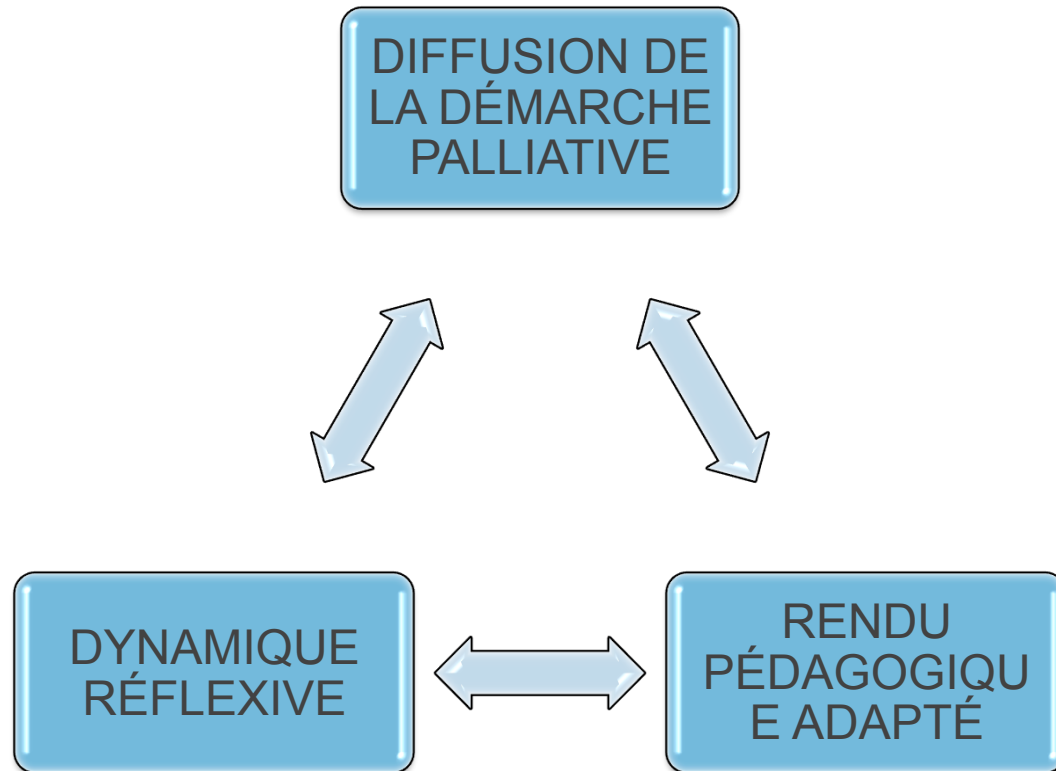 DIFFUSION DE
LA DÉMARCHE
PALLIATIVE
DYNAMIQUE
RÉFLEXIVE
RENDU
PÉDAGOGIQU
E ADAPTÉ